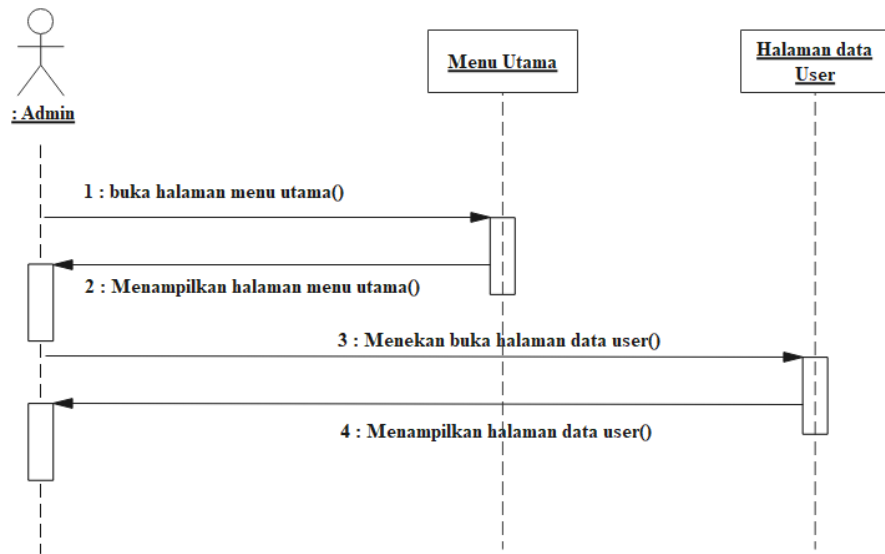 : Admin
Menu Utama
Halaman data
User
1 : buka halaman menu utama()
2 : Menampilkan halaman menu utama()
3 : Menekan buka halaman data user()
4 : Menampilkan halaman data user()